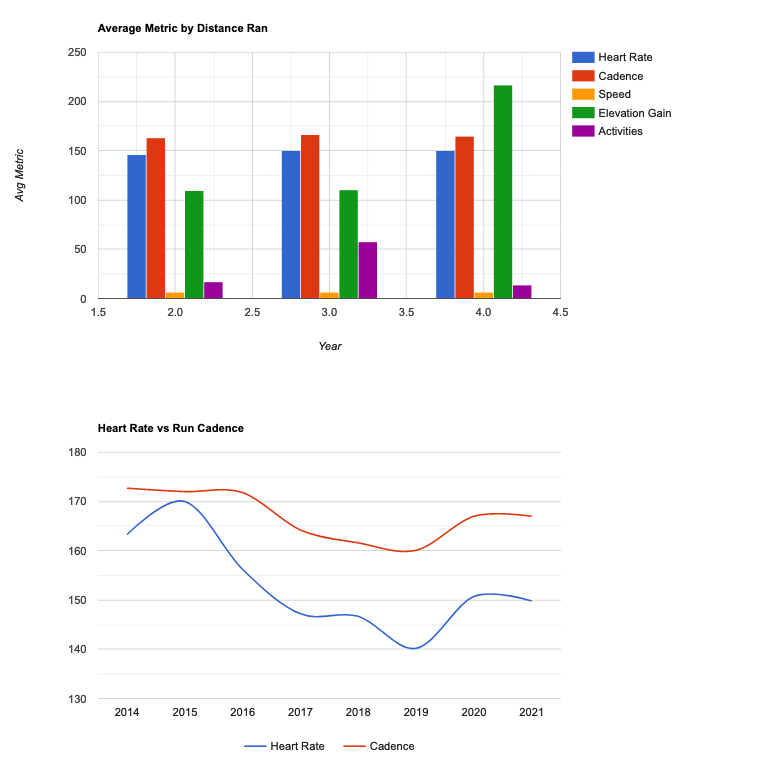 Average Metric by Distance Ran
250
200
150
100
50
0
Avg Metric
1.5 2.0 2.5 3.0 3.5 4.0 4.5
Year
Heart Rate
Cadence
Speed
Elevation Gain
Activities
Heart Rate vs Run Cadence
180
170
160
150
140
130
2014 2015 2016 2017 2018 2019 2020 2021
Heart Rate Cadence